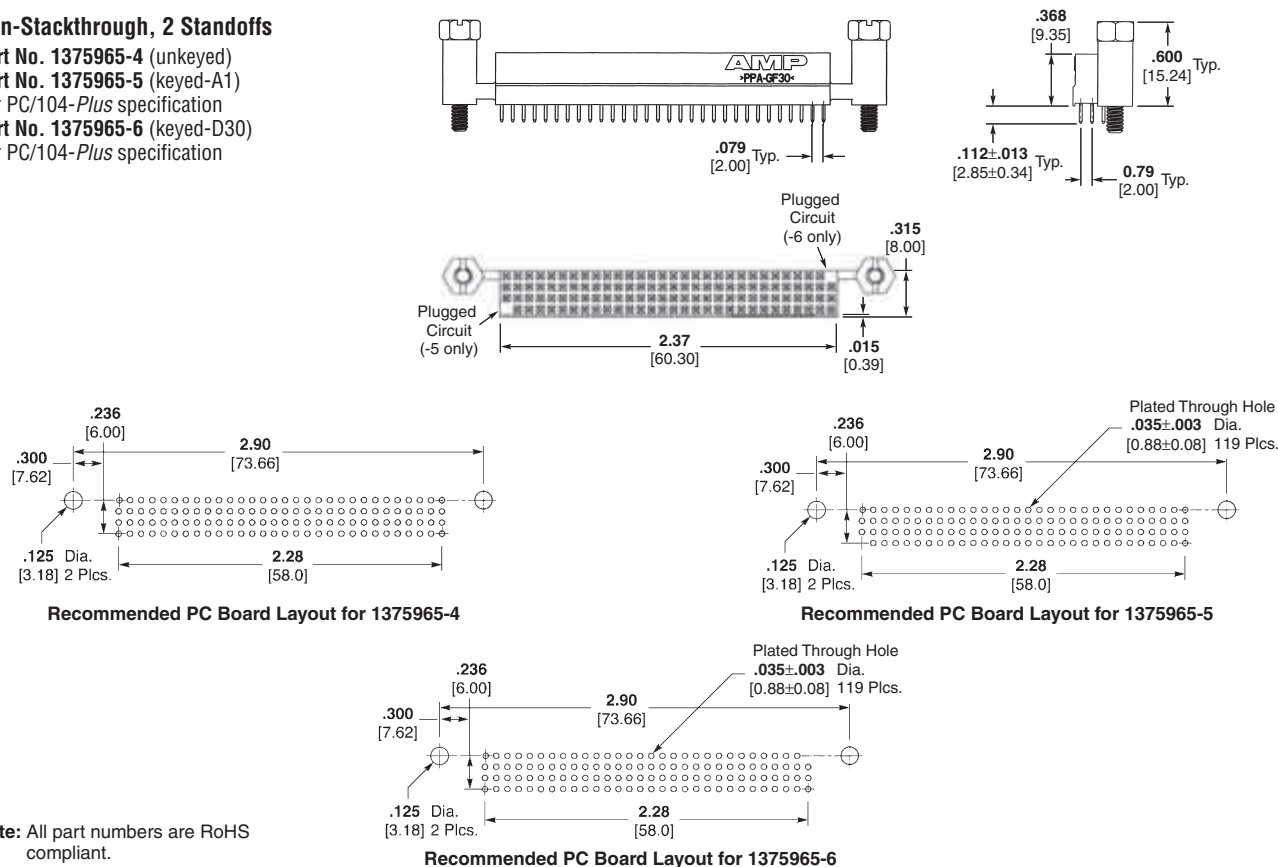 n-Stackthrough, 2 Standoffs
rt No. 1375965-4 (unkeyed)
rt No. 1375965-5 (keyed-A1)
r PC/104-Plus specification
rt No. 1375965-6 (keyed-D30)
r PC/104-Plus specification
AMP
>PPA-GF30<
.079
[2.00] Typ.
.368
[9.35]
.600
[15.24] Typ.
.112±.013
[2.85±0.34] Typ.
0.79
[2.00] Typ.
Plugged
Circuit
(-6 only)
.315
[8.00]
Plugged
Circuit
(-5 only)
2.37
[60.30]
.015
[0.39]
.236
[6.00]
2.90
[73.66]
.300
[7.62]
.125 Dia.
[3.18] 2 Plcs.
2.28
[58.0]
Recommended PC Board Layout for 1375965-4
Plated Through Hole
.035±.003 Dia.
[0.88±0.08] 119 Plcs.
.236
[6.00]
2.90
[73.66]
.300
[7.62]
.125 Dia.
[3.18] 2 Plcs.
2.28
[58.0]
Recommended PC Board Layout for 1375965-5
Plated Through Hole
.035±.003 Dia.
[0.88±0.08] 119 Plcs.
.236
[6.00]
2.90
[73.66]
.300
[7.62]
.125 Dia.
[3.18] 2 Plcs.
2.28
[58.0]
Recommended PC Board Layout for 1375965-6
te: All part numbers are RoHS
compliant.